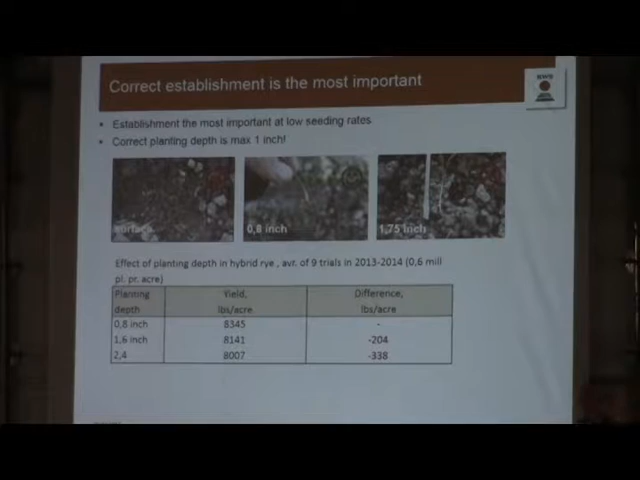 Correct establishment is the most important
KWS
• Establishment the most important at low seeding rates
• Correct planting depth is max 1 inch!
surface
0,8 inch
1,75 inch
Effect of planting depth in hybrid rye , avr. of 9 trials in 2013-2014 (0,6 mill
pl. pr. acre)
Planting depth Yield, lbs/acre Difference, lbs/acre
0,8 inch 8345 -
1,6 inch 8141 -204
2,4 8007 -338